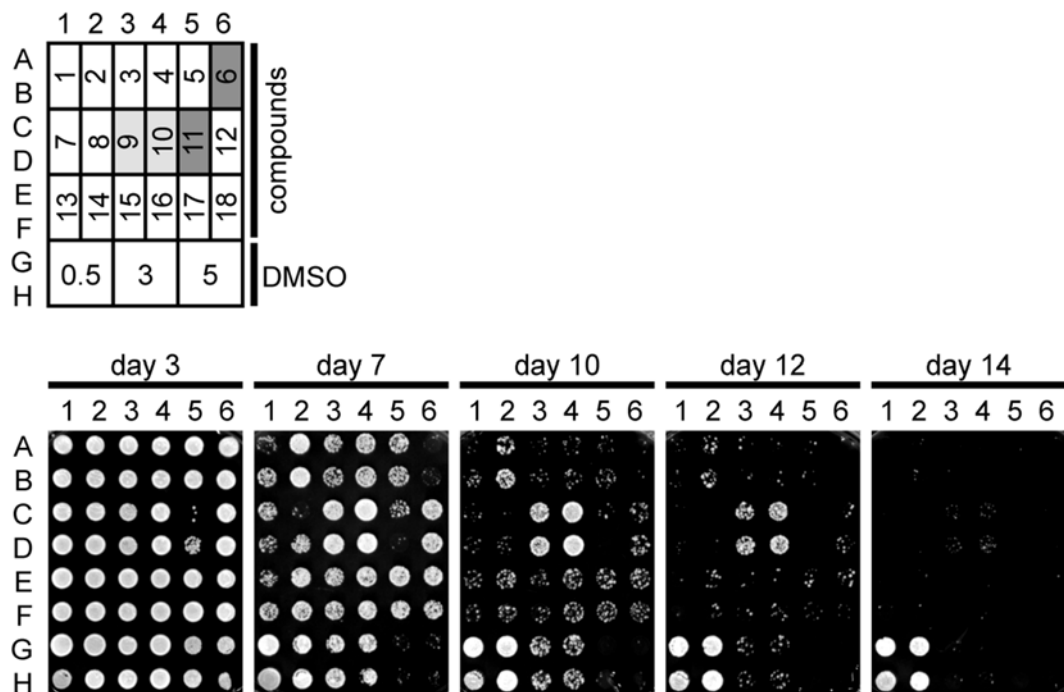 1 2 3 4 5 6
A 1 2 3 4 5 6
B
C 7 8 9 10 11 12
D
E 13 14 15 16 17 18
F
compounds
G 0.5 3 5 DMSO
H
day 3 day 7 day 10 day 12 day 14
1 2 3 4 5 6 1 2 3 4 5 6 1 2 3 4 5 6 1 2 3 4 5 6 1 2 3 4 5 6
A
B
C
D
E
F
G
H